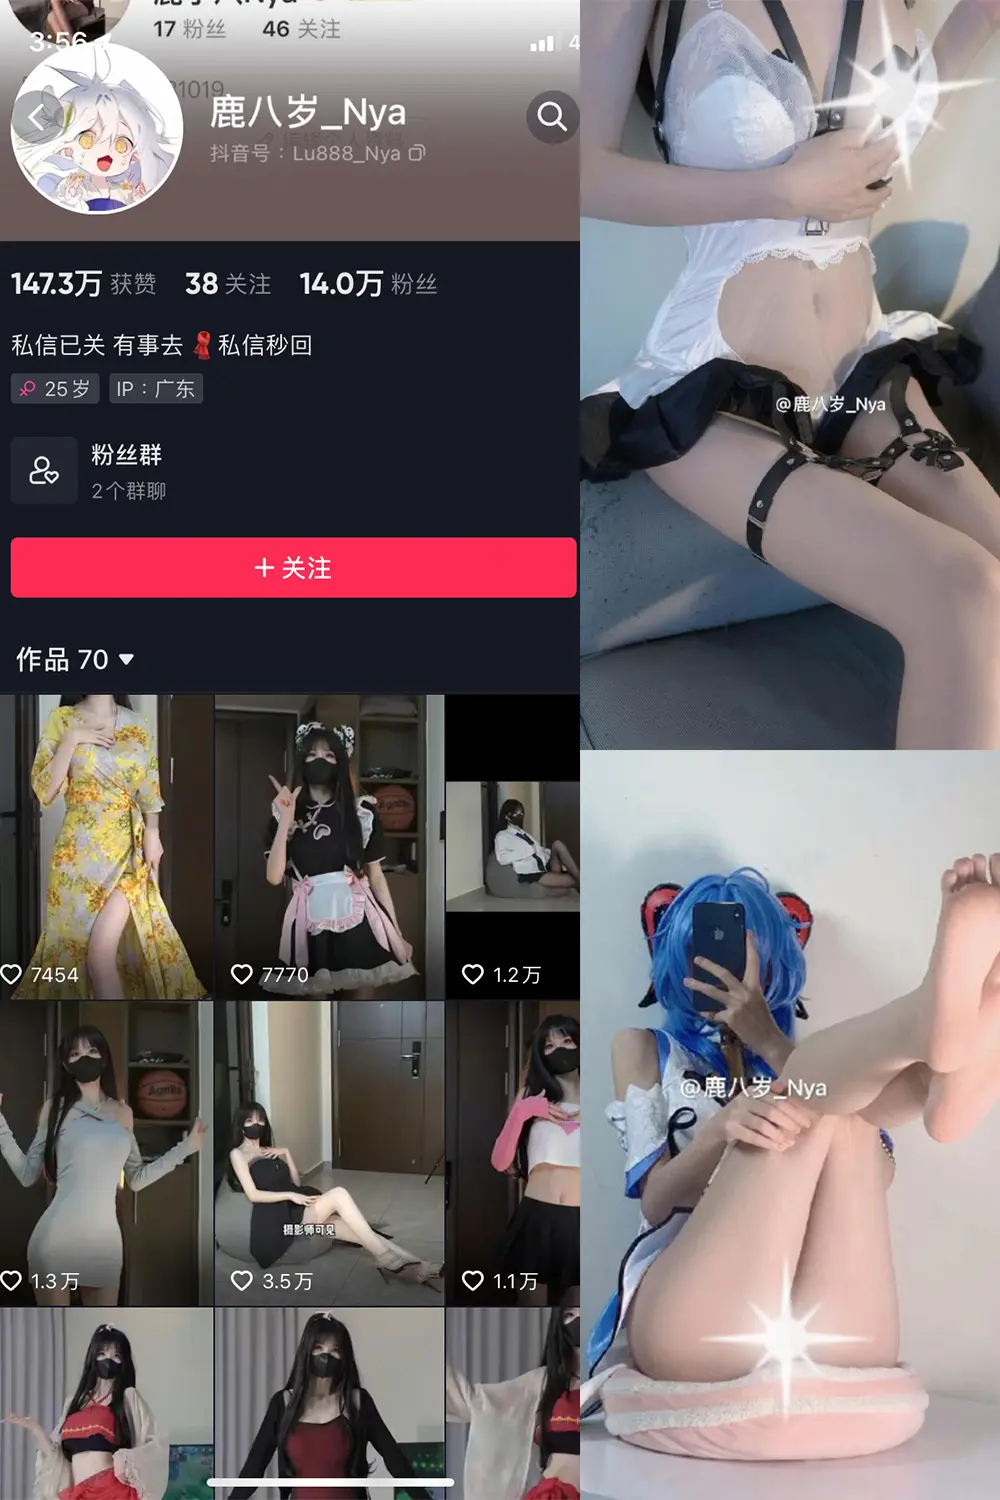 17 粉丝 46 关注
3:56
31019
鹿八岁_Nya
抖音号：Lu888_Nya
147.3万 获赞 38 关注 14.0万 粉丝
私信已关 有事去 私信秒回
25岁 IP：广东
粉丝群
2个群聊
+ 关注
作品 70
7454
7770
1.2万
1.3万
摄影师可见
3.5万
1.1万
@鹿八岁_Nya
@鹿八岁_Nya